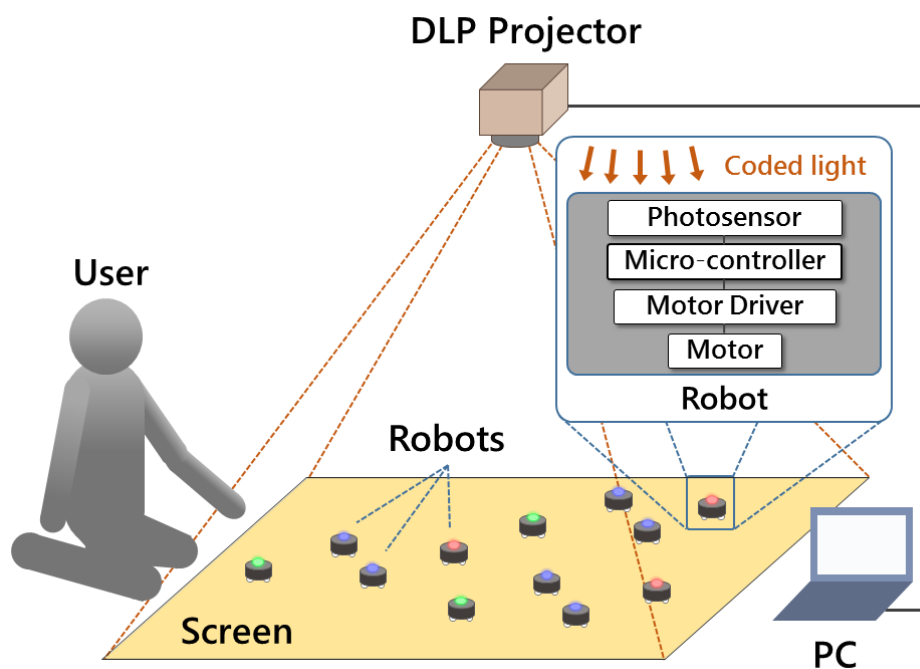 DLP Projector
Coded light
Photosensor
Micro-controller
Motor Driver
Motor
Robot
User
Robots
Screen
PC